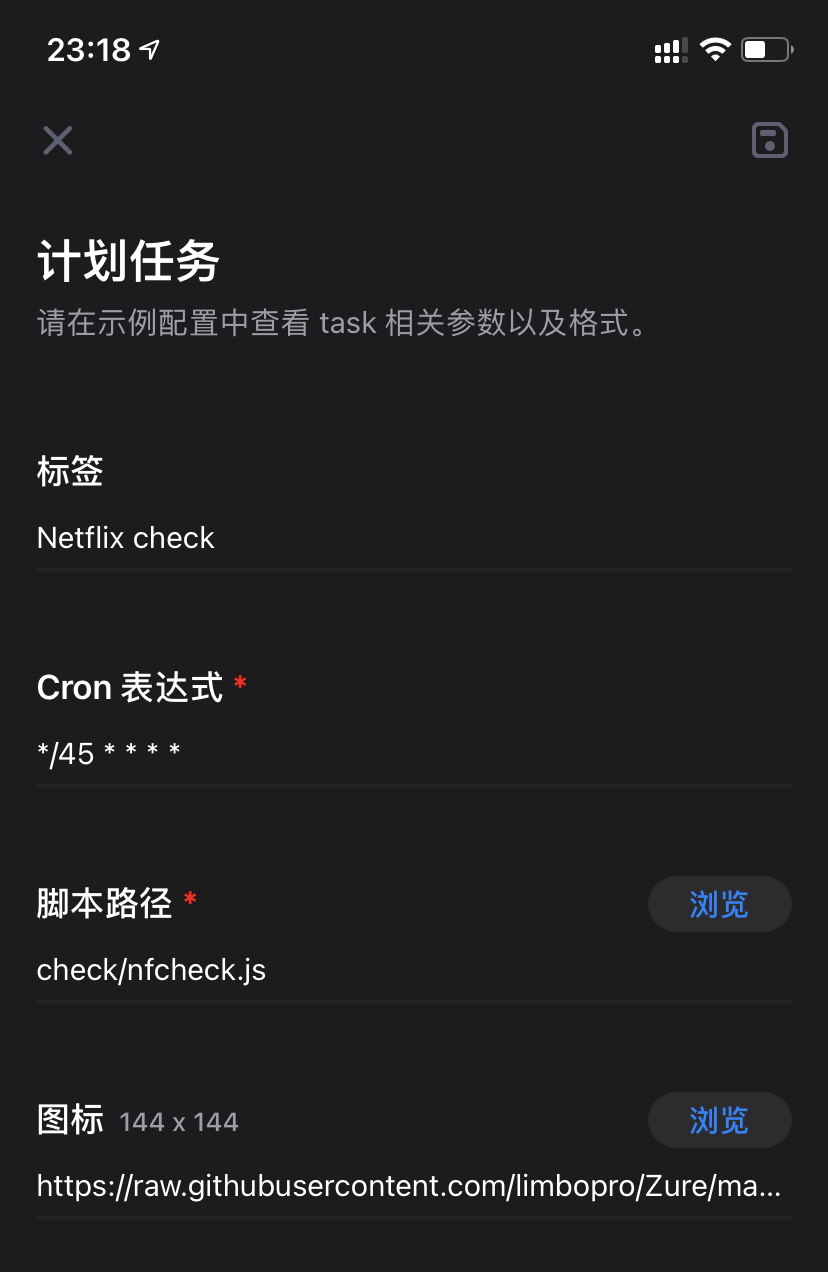 23:18
计划任务
请在示例配置中查看 task 相关参数以及格式。
标签
Netflix check
Cron 表达式 *
*/45 * * * *
脚本路径 * 浏览
check/nfcheck.js
图标 144 x 144 浏览
https://raw.githubusercontent.com/limbopro/Zure/ma...